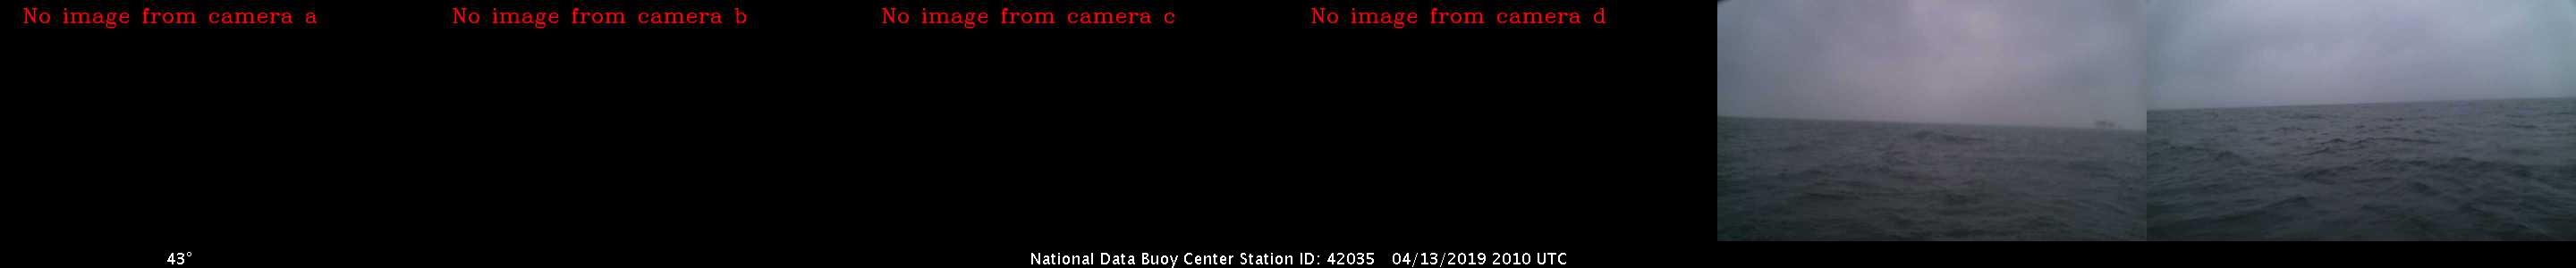 No image from camera a
No image from camera b
No image from camera c
No image from camera d
43°
National Data Buoy Center Station ID: 42035 04/13/2019 2010 UTC